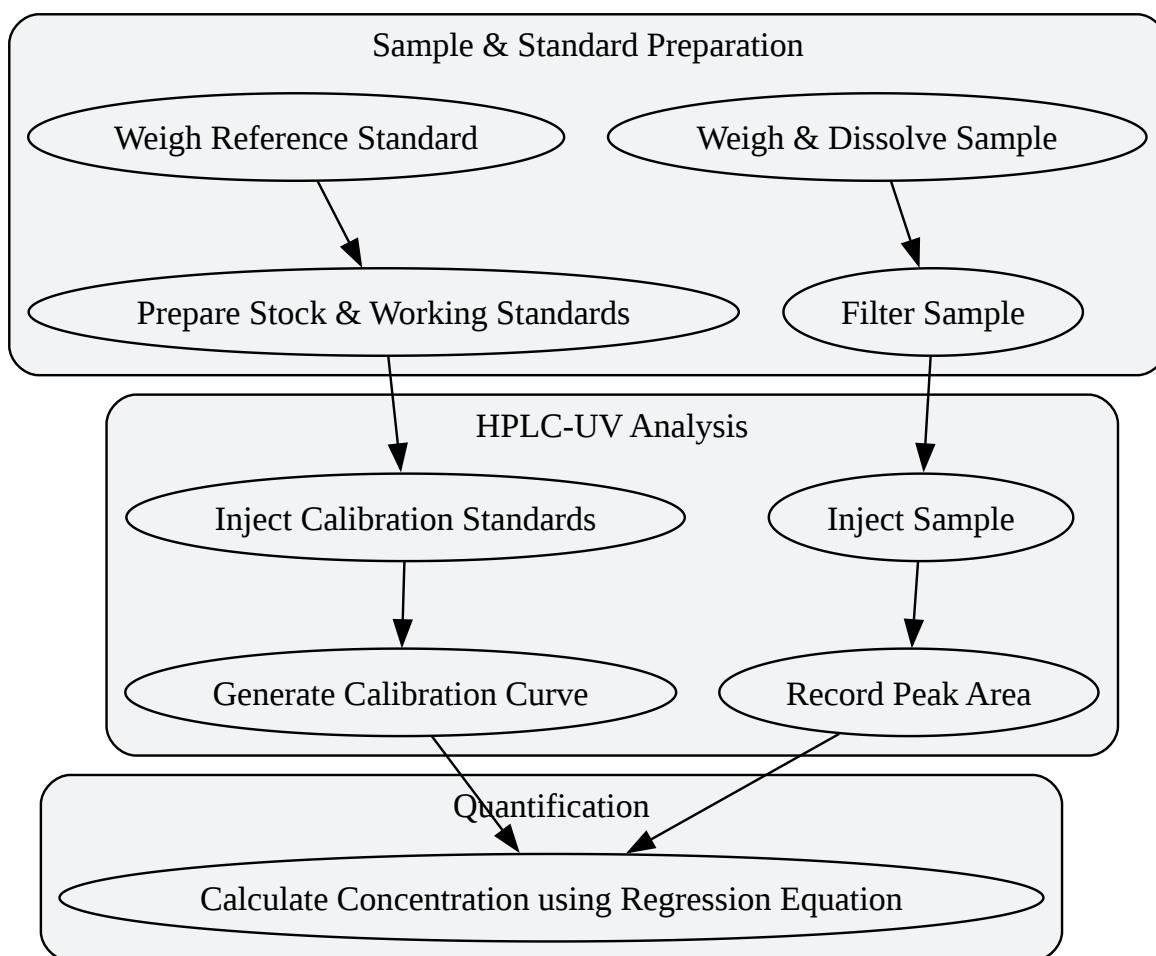 Sample & Standard Preparation
Weigh Reference Standard
Weigh & Dissolve Sample
Prepare Stock & Working Standards
Filter Sample
HPLC-UV Analysis
Inject Calibration Standards
Inject Sample
Generate Calibration Curve
Record Peak Area
Quantification
Calculate Concentration using Regression Equation